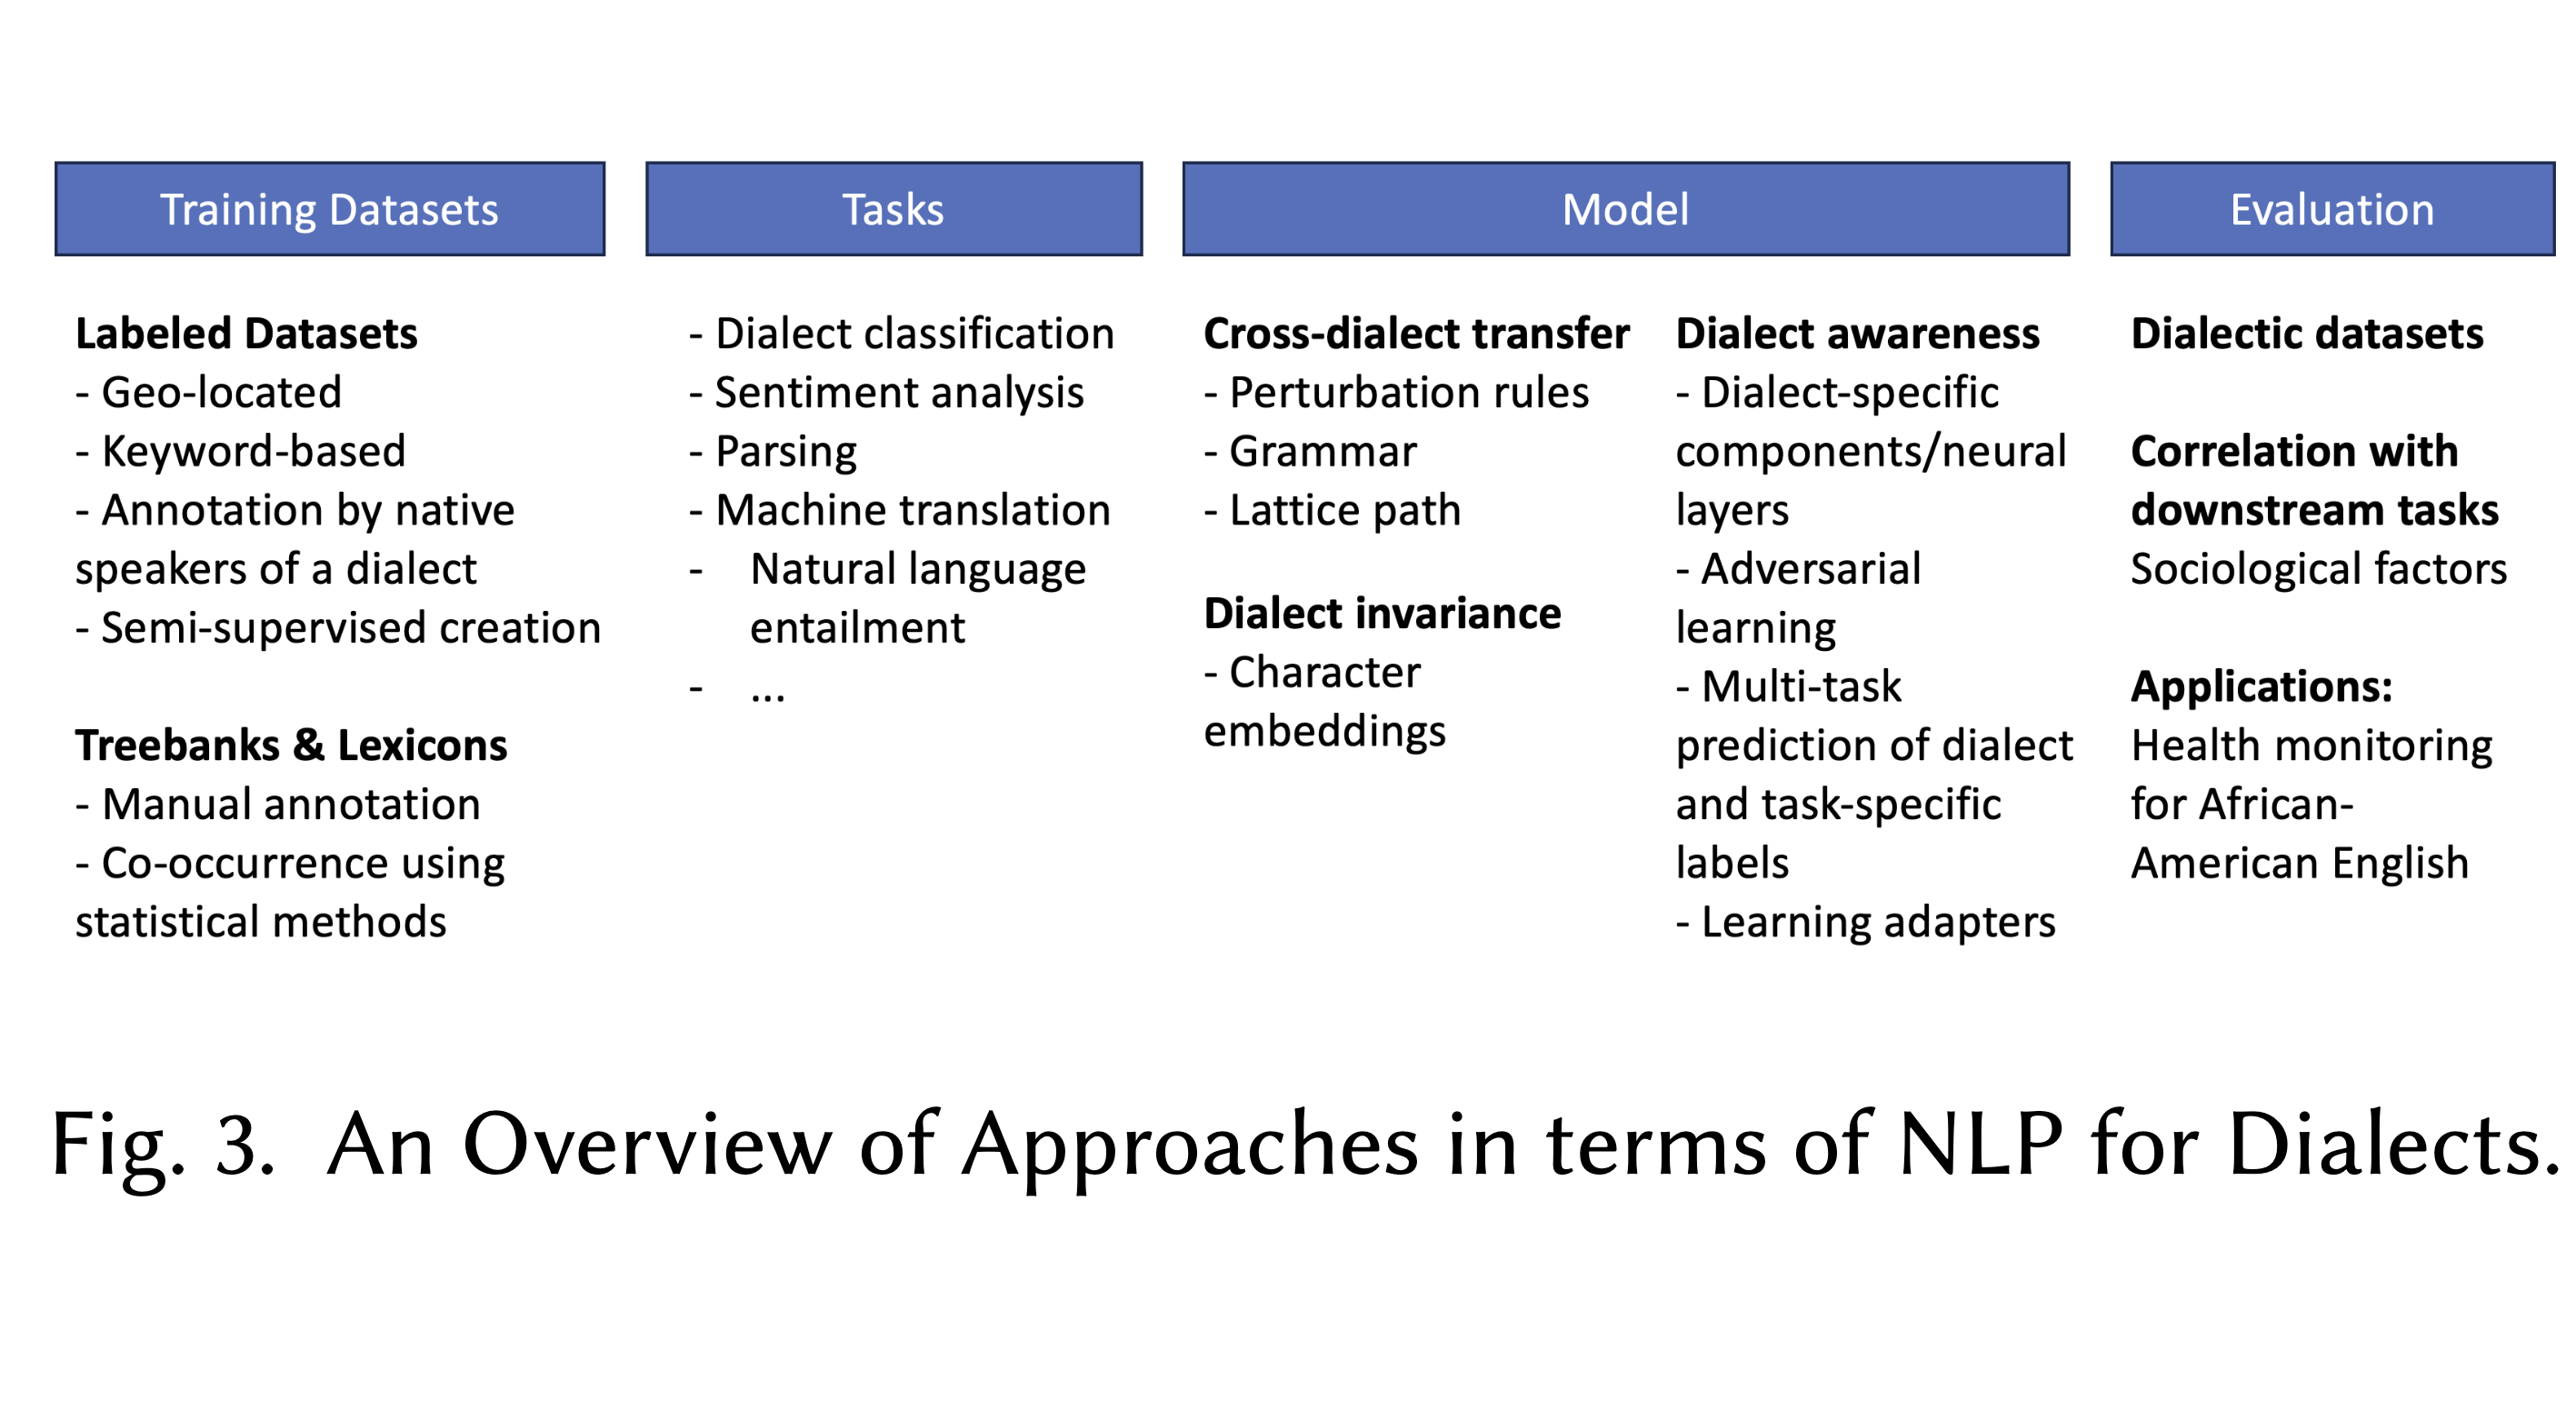 Training Datasets
Labeled Datasets
- Geo-located
- Keyword-based
- Annotation by native
speakers of a dialect
- Semi-supervised creation
Treebanks & Lexicons
- Manual annotation
- Co-occurrence using
statistical methods
Tasks
- Dialect classification
- Sentiment analysis
- Parsing
- Machine translation
- Natural language
entailment
- ...
Model
Cross-dialect transfer
- Perturbation rules
- Grammar
- Lattice path
Dialect invariance
- Character
embeddings
Dialect awareness
- Dialect-specific
components/neural
layers
- Adversarial
learning
- Multi-task
prediction of dialect
and task-specific
labels
- Learning adapters
Evaluation
Dialectic datasets
Correlation with
downstream tasks
Sociological factors
Applications:
Health monitoring
for African-
American English
Fig. 3. An Overview of Approaches in terms of NLP for Dialects.